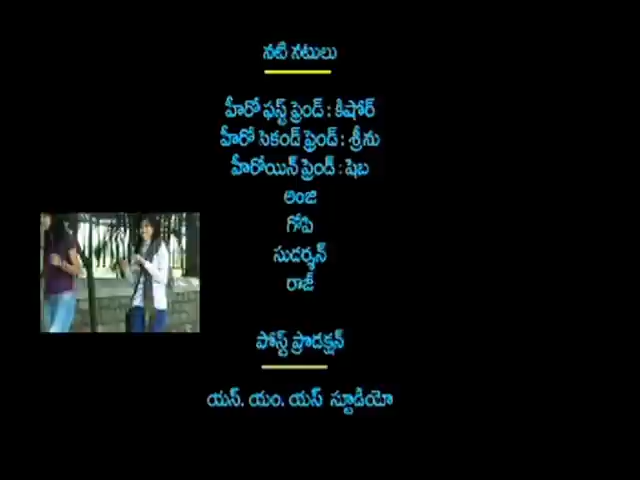 నటీ నటులు
హీరో ఫస్ట్ ఫ్రెండ్ : కిషోర్
హీరో సెకండ్ ఫ్రెండ్ : శ్రీను
హీరోయిన్ ఫ్రెండ్ : షెబ
అంజి
గోపి
సుదర్శన్
రాజ్
పోస్ట్ ప్రొడక్షన్
యస్. యం. యస్ స్టూడియో